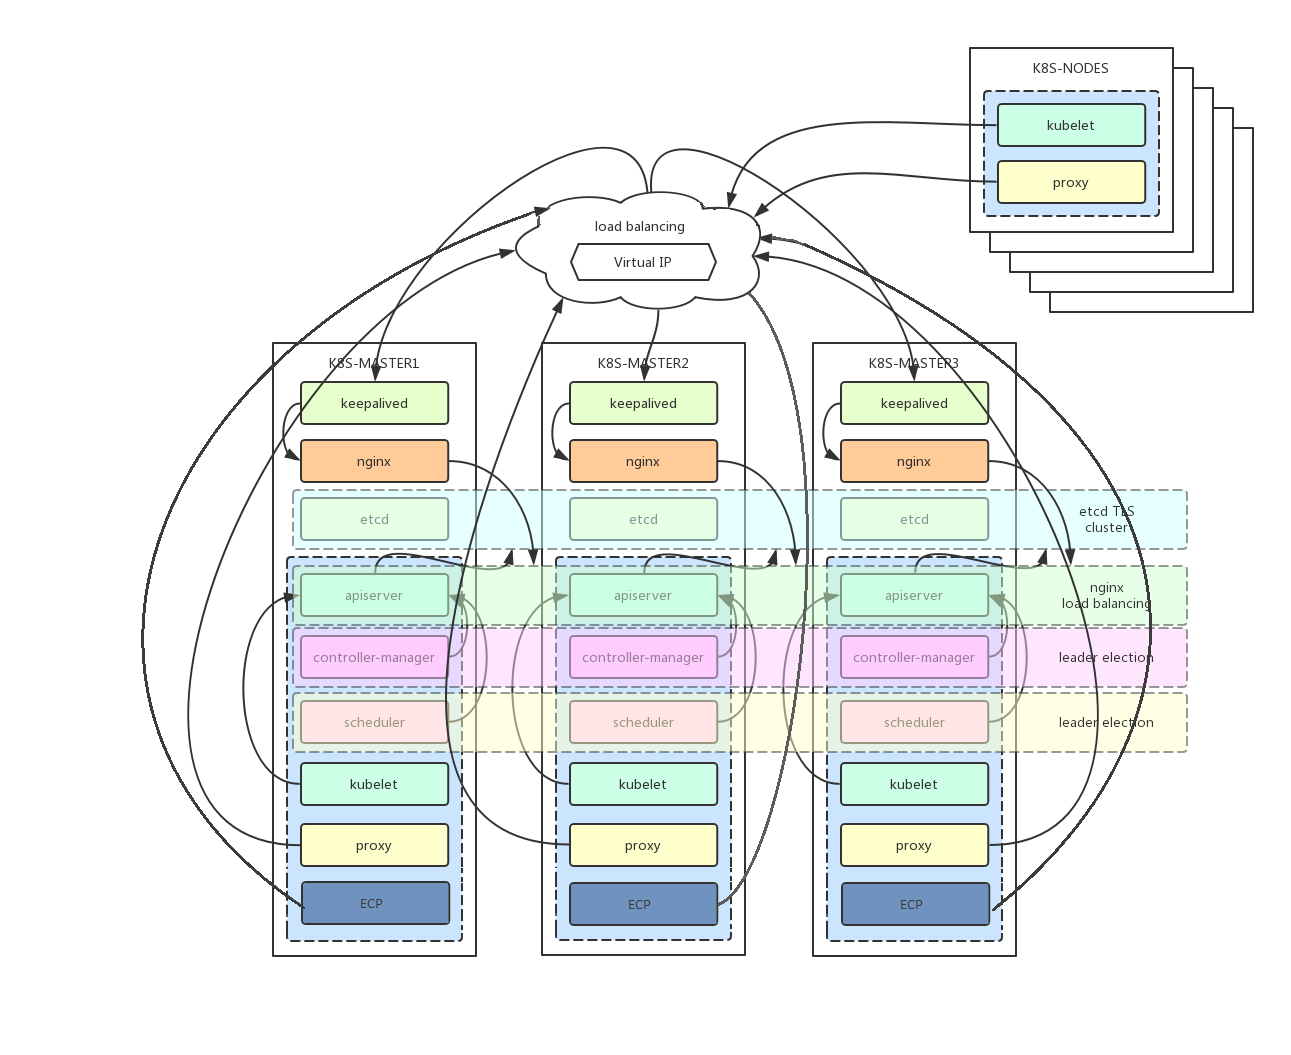 K8S-NODES
kubelet
proxy
load balancing
Virtual IP
K8S-MASTER1
keepalived
nginx
etcd
apiserver
controller-manager
scheduler
kubelet
proxy
ECP
K8S-MASTER2
keepalived
nginx
etcd
apiserver
controller-manager
scheduler
kubelet
proxy
ECP
K8S-MASTER3
keepalived
nginx
etcd
apiserver
controller-manager
scheduler
kubelet
proxy
ECP
etcd TLS
cluster
nginx
load balancing
leader election
leader election